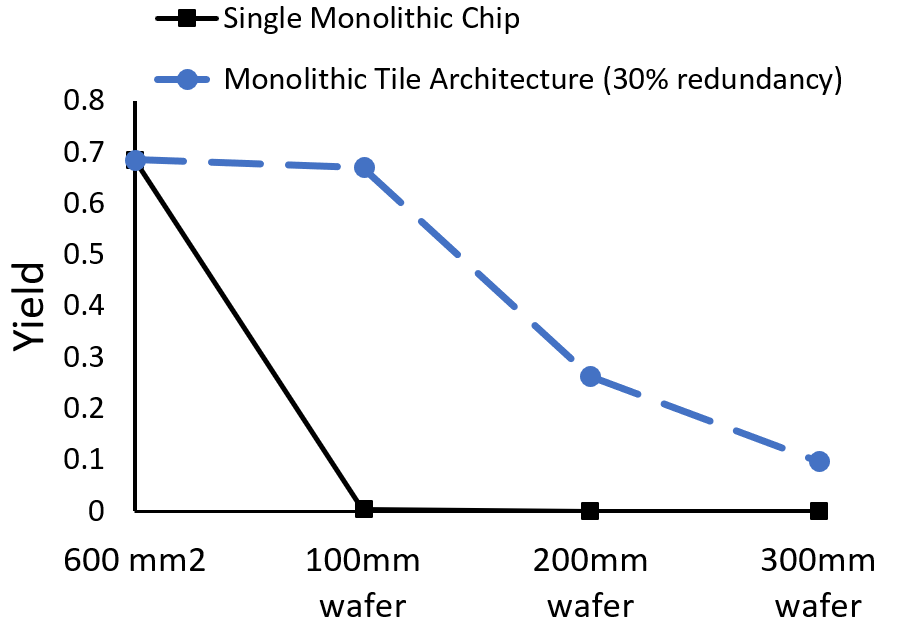 Single Monolithic Chip
Monolithic Tile Architecture (30% redundancy)
0.8
0.7
0.6
0.5
0.4
0.3
0.2
0.1
0
Yield
600 mm2
100mm
wafer
200mm
wafer
300mm
wafer